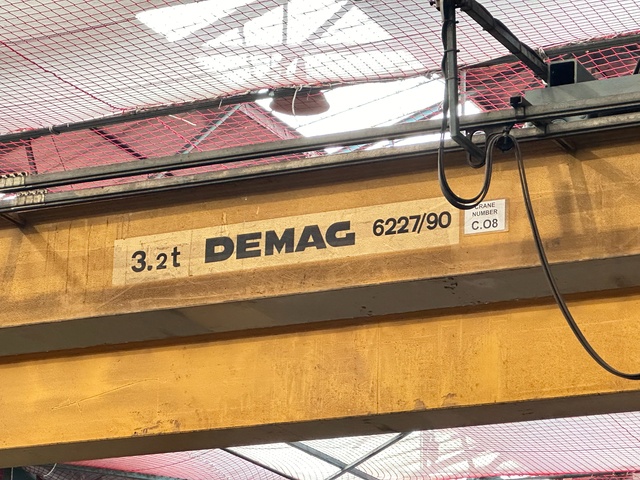 3.2t DEMAG 6227/90
CRANE
NUMBER
C.08